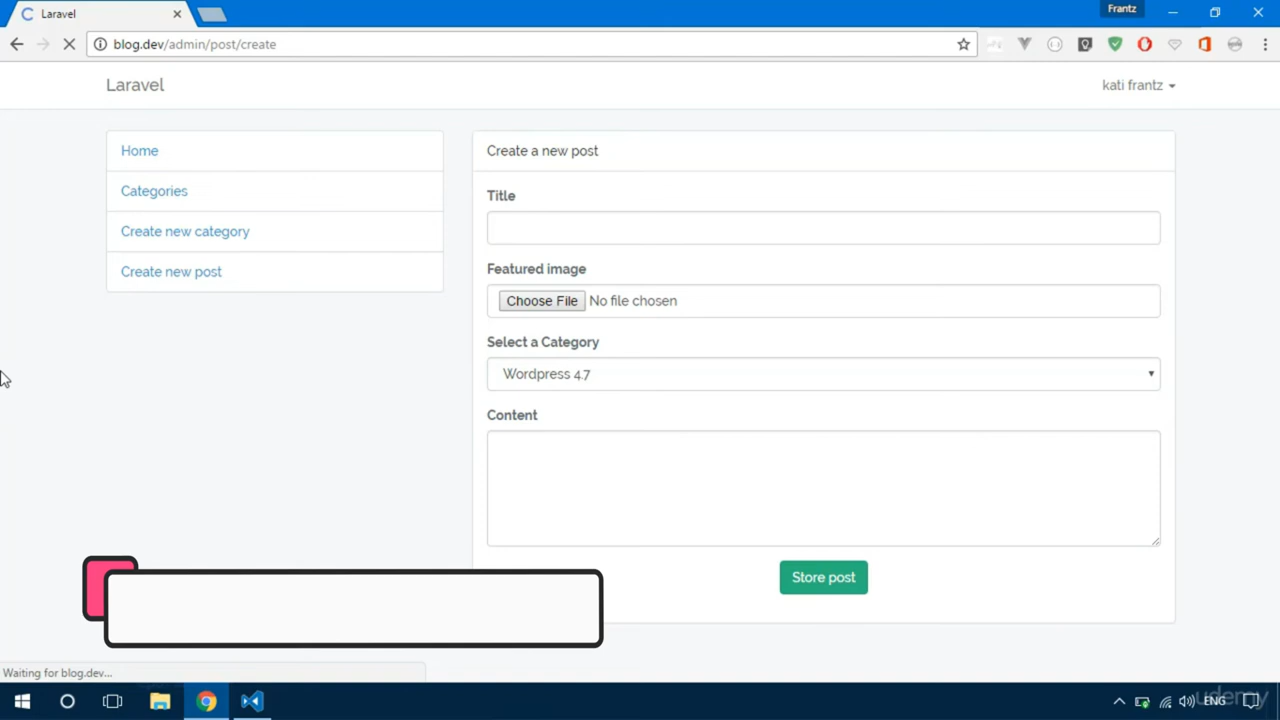 Laravel
Frantz
blog.dev/admin/post/create
Laravel
kati frantz
Home
Categories
Create new category
Create new post
Create a new post
Title
Featured image
Choose File No file chosen
Select a Category
Wordpress 4.7
Content
Store post
Waiting for blog.dev...
ENG
udemy